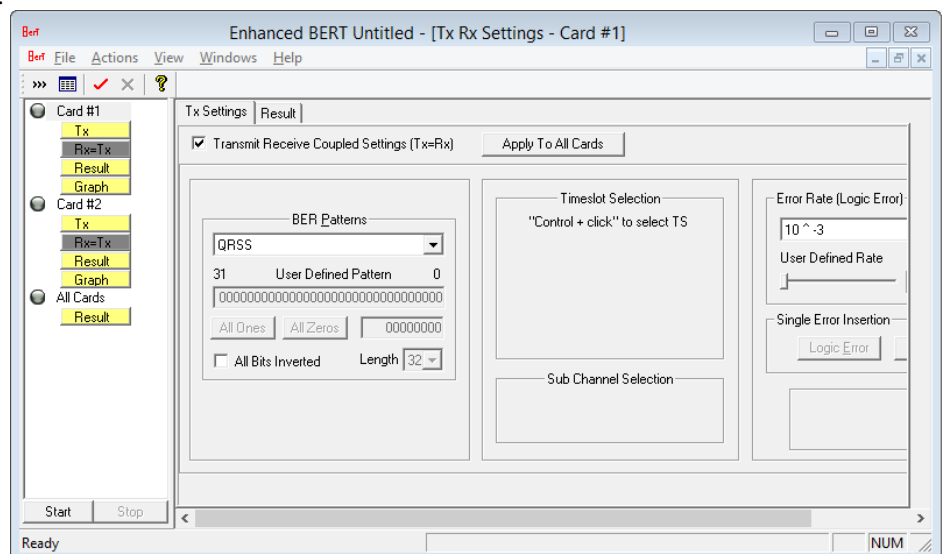 Bert Enhanced BERT Untitled - [Tx Rx Settings - Card #1]
Bert File Actions View Windows Help
Card #1
Tx
Rx=Tx
Result
Graph
Card #2
Tx
Rx=Tx
Result
Graph
All Cards
Result
Start Stop
Tx Settings Result
Transmit Receive Coupled Settings (Tx=Rx) Apply To All Cards
BER Patterns
QRSS
31 User Defined Pattern 0
00000000000000000000000000000000
All Ones All Zeros 00000000
All Bits Inverted Length 32
Timeslot Selection
"Control + click" to select TS
Sub Channel Selection
Error Rate (Logic Error)
10 ^ -3
User Defined Rate
Single Error Insertion
Logic Error
Ready NUM